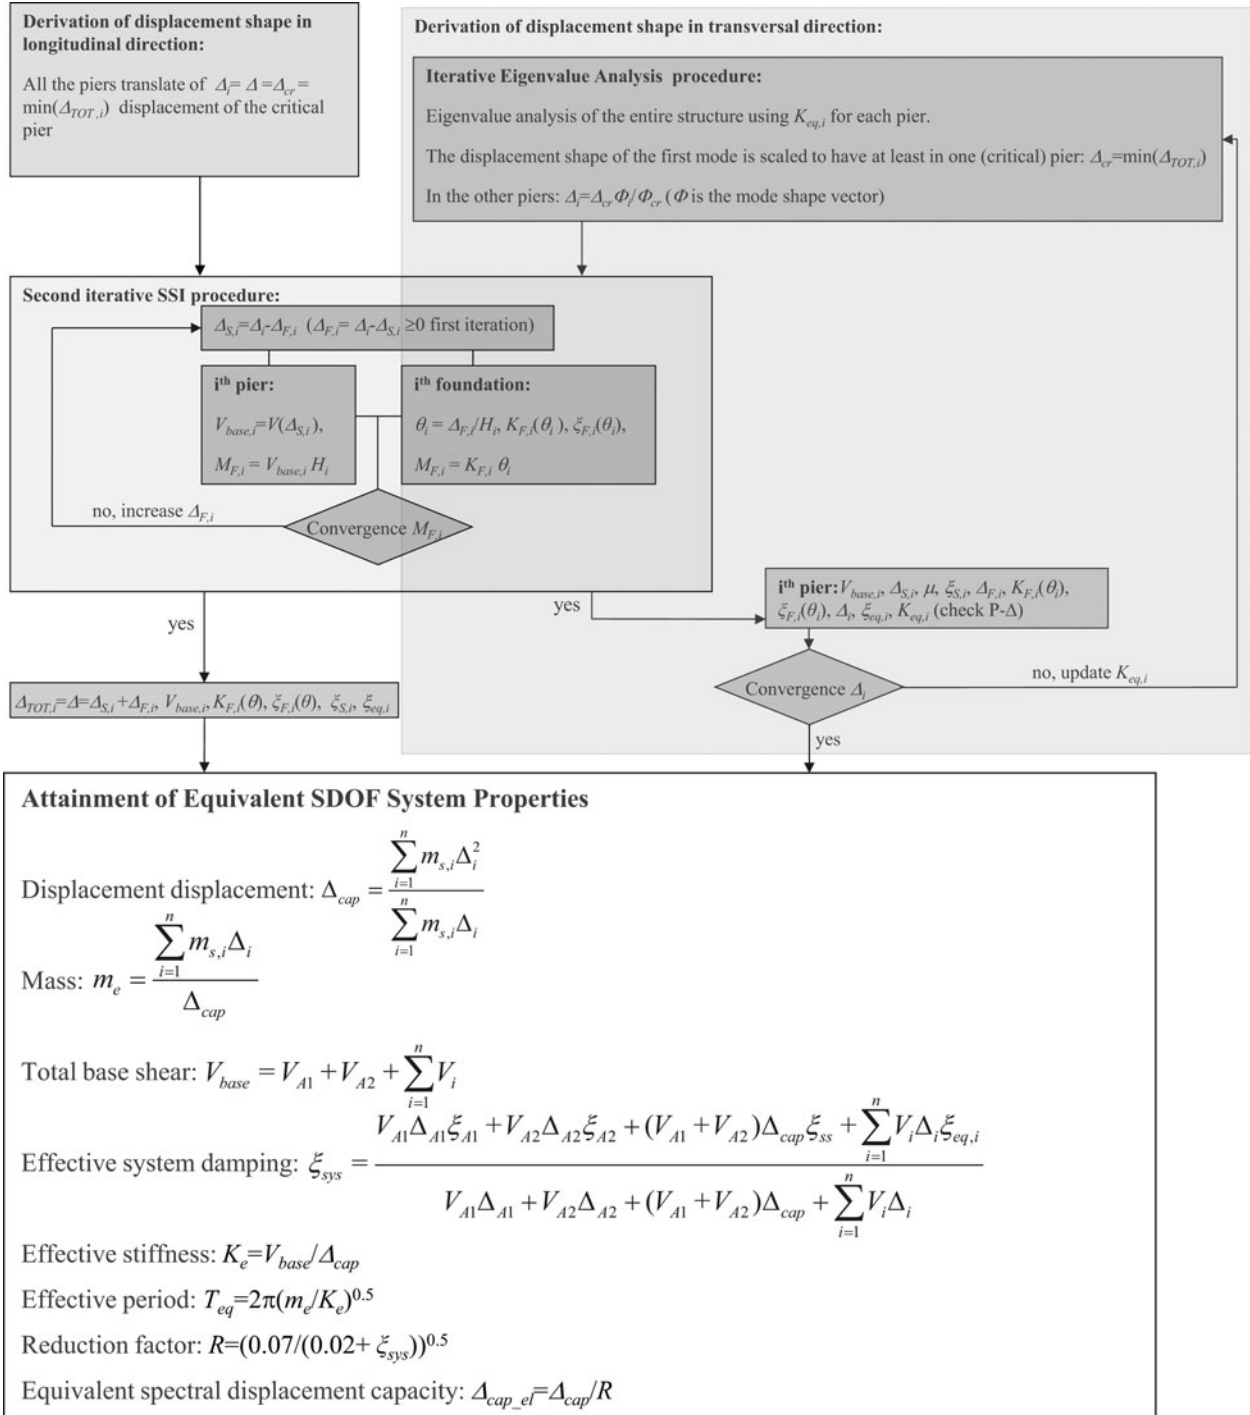 Derivation of displacement shape in
longitudinal direction:
All the piers translate of Δi= Δ =Δcr=
min(ΔTOT,i) displacement of the critical
pier
Derivation of displacement shape in transversal direction:
Iterative Eigenvalue Analysis procedure:
Eigenvalue analysis of the entire structure using Keq,i for each pier.
The displacement shape of the first mode is scaled to have at least in one (critical) pier: Δcr=min(ΔTOT,i)
In the other piers: Δi=ΔcrΦi/Φcr (Φ is the mode shape vector)
Second iterative SSI procedure:
ΔS,i=Δi-ΔF,i (ΔF,i= Δi-ΔS,i ≥0 first iteration)
ith pier:
Vbase,i=V(ΔS,i),
MF,i = Vbase,i Hi
ith foundation:
θi = ΔF,i/Hi, KF,i(θi), ξF,i(θi),
MF,i = KF,i θi
no, increase ΔF,i
Convergence MF,i
yes
yes
ith pier:Vbase,i, ΔS,i, μ, ξS,i, ΔF,i, KF,i(θi),
ξF,i(θi), Δi, ξeq,i, Keq,i (check P-Δ)
Convergence Δi
no, update Keq,i
yes
ΔTOT,i=Δ=ΔS,i+ΔF,i, Vbase,i, KF,i(θ), ξF,i(θ), ξS,i, ξeq,i
Attainment of Equivalent SDOF System Properties
Displacement displacement: Δcap = ∑i=1n ms,iΔi2 / ∑i=1n ms,iΔi
Mass: me = ∑i=1n ms,iΔi / Δcap
Total base shear: Vbase = VA1 + VA2 + ∑i=1n Vi
Effective system damping: ξsys = VA1ΔA1ξA1 + VA2ΔA2ξA2 + (VA1 + VA2)Δcapξss + ∑i=1n ViΔiξeq,i / VA1ΔA1 + VA2ΔA2 + (VA1 + VA2)Δcap + ∑i=1n ViΔi
Effective stiffness: Ke=Vbase/Δcap
Effective period: Teq=2π(me/Ke)0.5
Reduction factor: R=(0.07/(0.02+ ξsys))0.5
Equivalent spectral displacement capacity: Δcap_el=Δcap/R